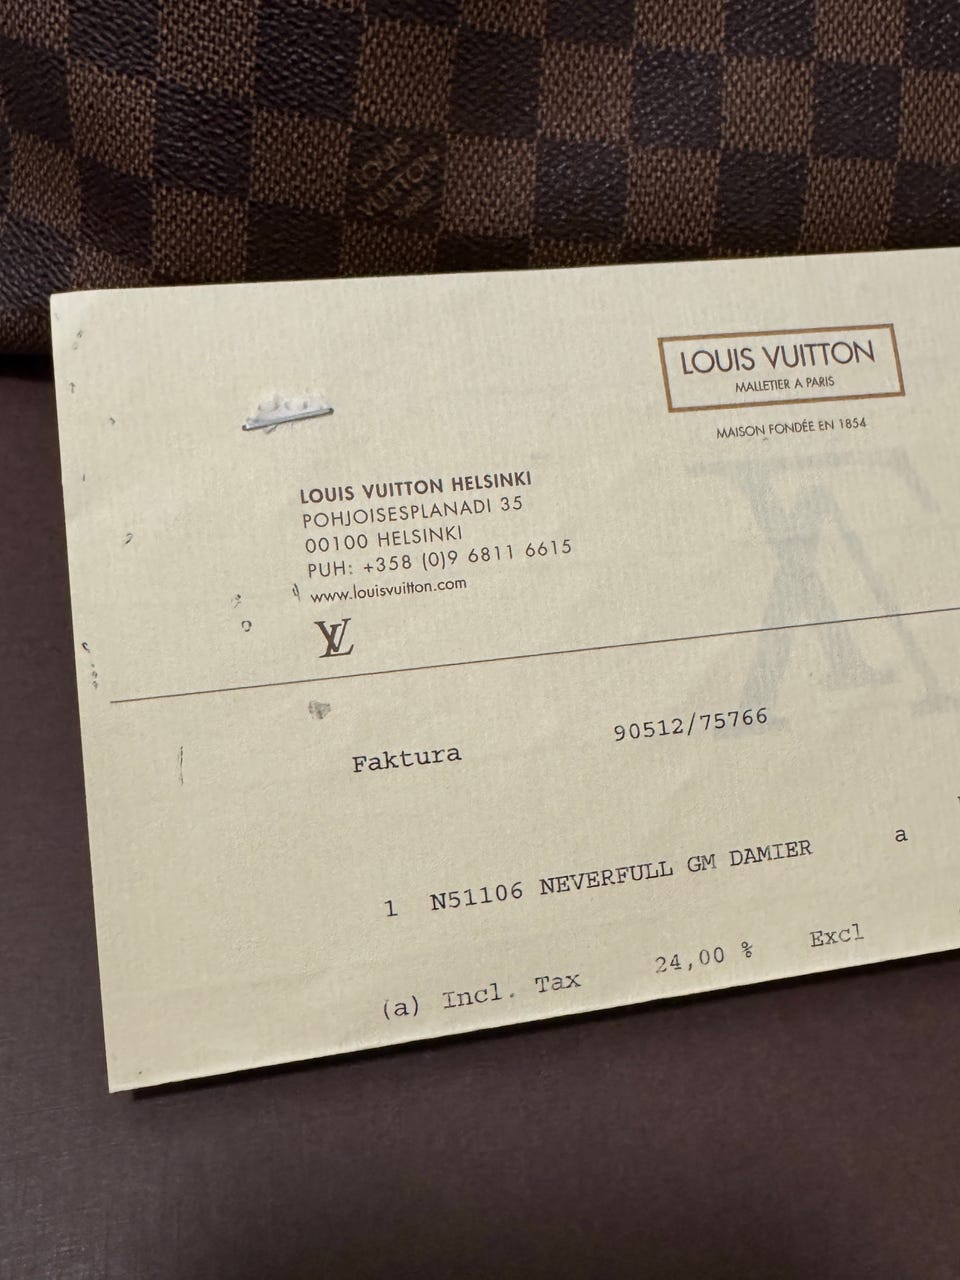 LOUIS VUITTON
LOUIS VUITTON
MALLETIER A PARIS
MAISON FONDÉE EN 1854
LOUIS VUITTON HELSINKI
POHJOISESPLANADI 35
00100 HELSINKI
PUH: +358 (0)9 6811 6615
www.louisvuitton.com
LV
Faktura 90512/75766
1 N51106 NEVERFULL GM DAMIER a
(a) Incl. Tax 24,00 % Excl